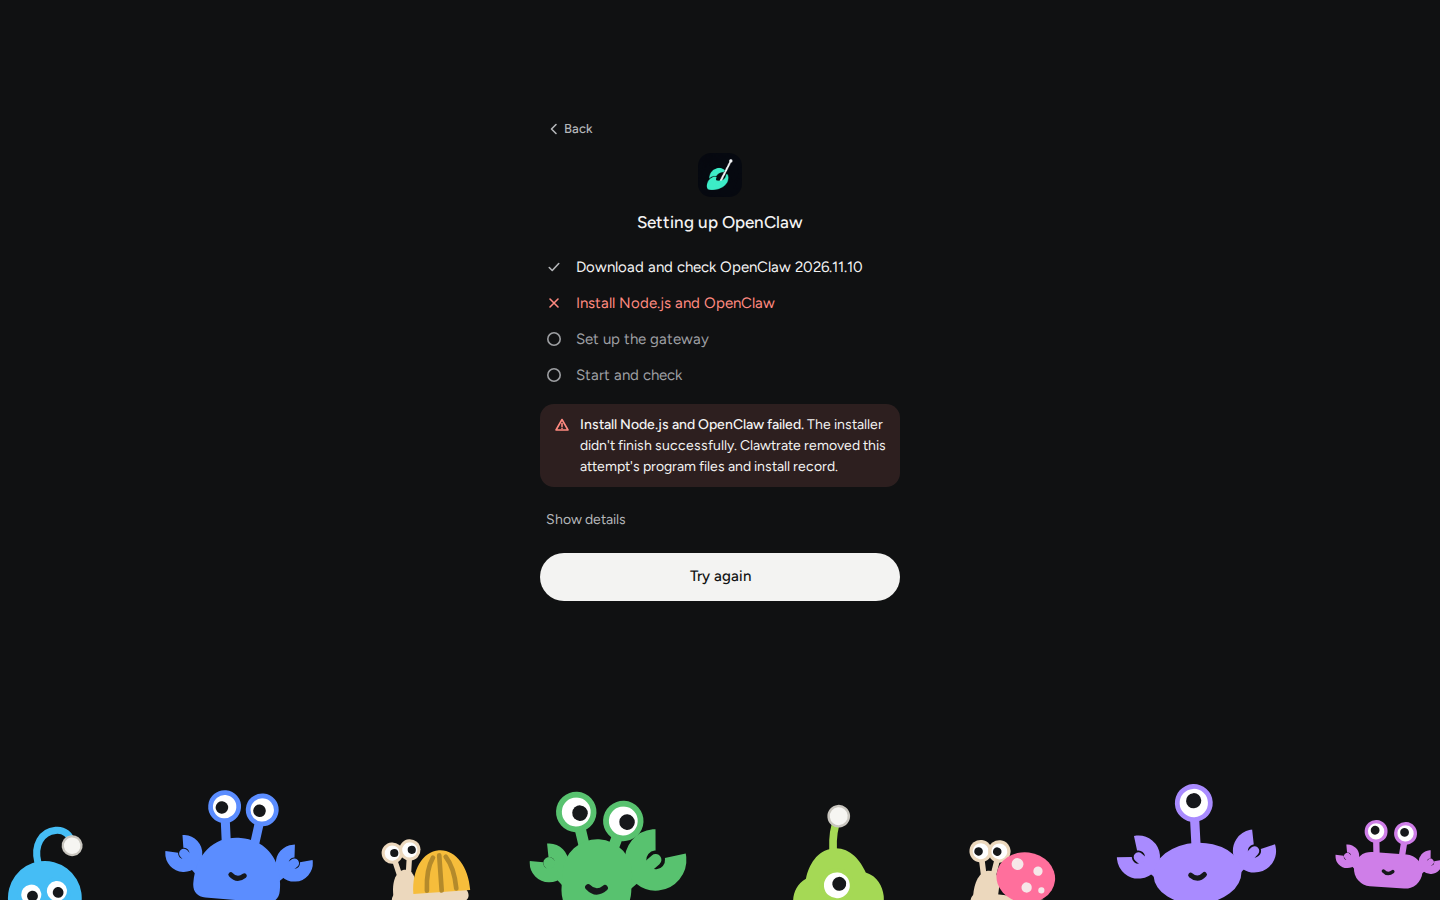 Back
Setting up OpenClaw
Download and check OpenClaw 2026.11.10
Install Node.js and OpenClaw
Set up the gateway
Start and check
Install Node.js and OpenClaw failed. The installer
didn't finish successfully. Clawtrate removed this
attempt's program files and install record.
Show details
Try again